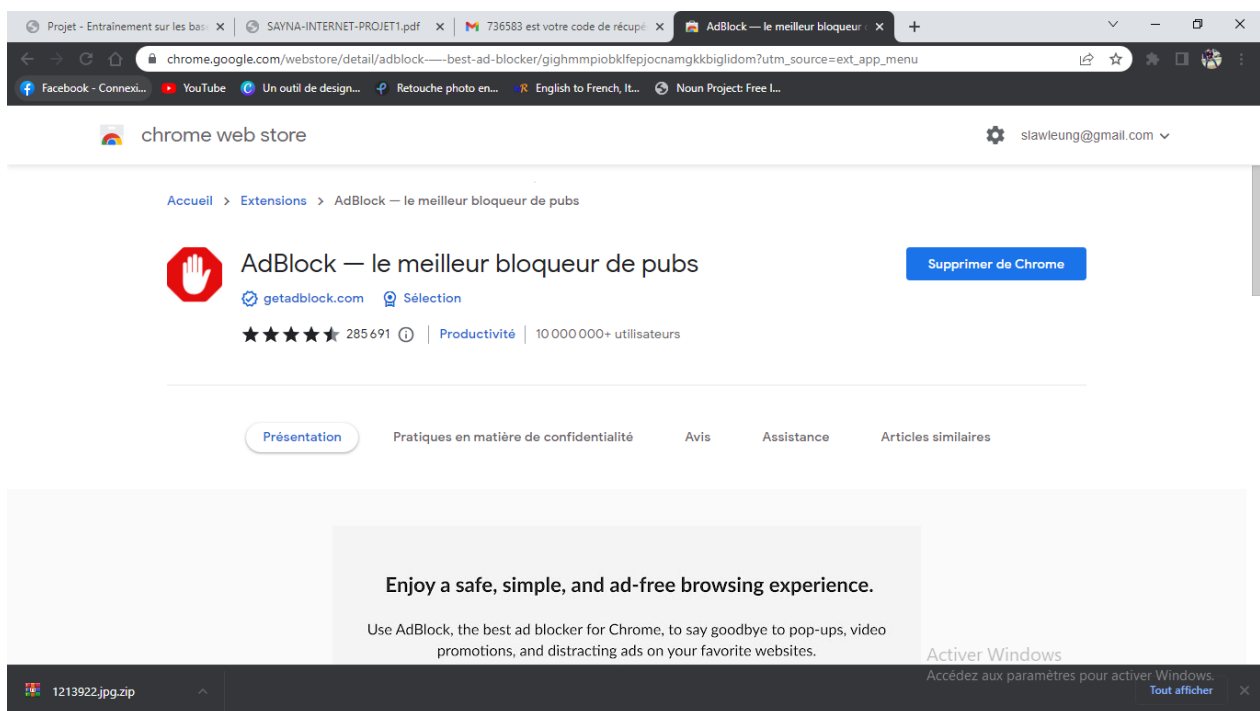 Projet - Entraînement sur les bas
SAYNA-INTERNET-PROJET1.pdf
736583 est votre code de récupé
AdBlock — le meilleur bloqueur
chrome.google.com/webstore/detail/adblock-—-best-ad-blocker/gighmmpiobklfepjocnamgkkbiglidom?utm_source=ext_app_menu
Facebook - Connexi...
YouTube
Un outil de design...
Retouche photo en...
English to French, It...
Noun Project: Free I...
chrome web store
slawleung@gmail.com
Accueil > Extensions > AdBlock — le meilleur bloqueur de pubs
AdBlock — le meilleur bloqueur de pubs
Supprimer de Chrome
getadblock.com
Sélection
285 691
Productivité
10 000 000+ utilisateurs
Présentation
Pratiques en matière de confidentialité
Avis
Assistance
Articles similaires
Enjoy a safe, simple, and ad-free browsing experience.
Use AdBlock, the best ad blocker for Chrome, to say goodbye to pop-ups, video
promotions, and distracting ads on your favorite websites.
Activer Windows
Accédez aux paramètres pour activer Windows.
1213922.jpg.zip
Tout afficher